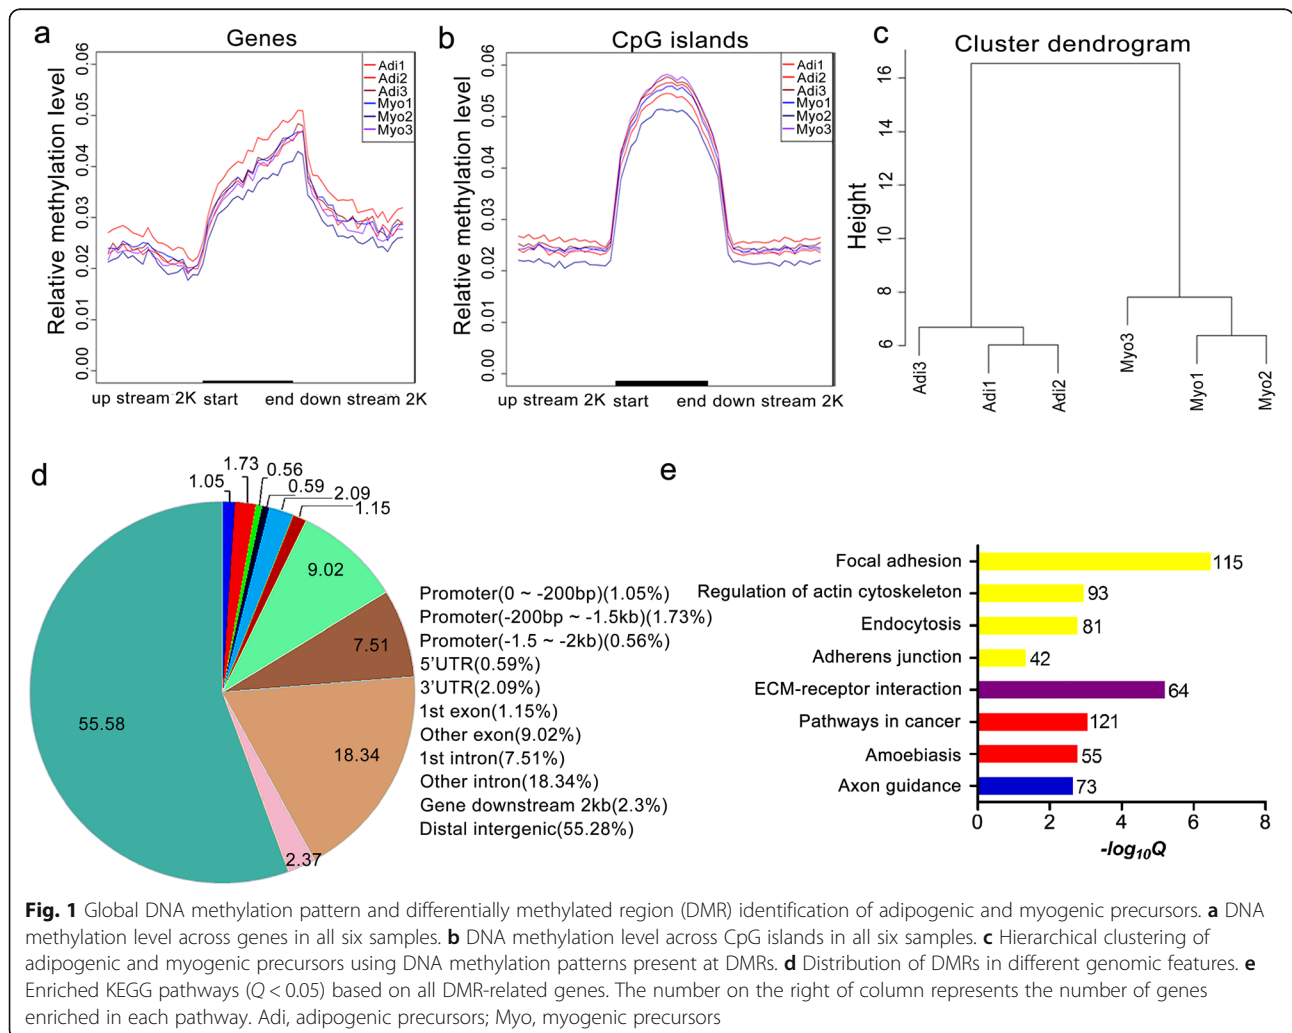 a
Genes
Relative methylation level
0.06
0.05
0.04
0.03
0.02
0.01
0.00
Adi1
Adi2
Adi3
Myo1
Myo2
Myo3
up stream 2K start end down stream 2K
b
CpG islands
Relative methylation level
0.06
0.05
0.04
0.03
0.02
0.01
0.00
Adi1
Adi2
Adi3
Myo1
Myo2
Myo3
up stream 2K start end down stream 2K
c
Cluster dendrogram
Height
16
14
12
10
8
6
Adi3
Adi1
Adi2
Myo3
Myo1
Myo2
d
1.05
1.73
0.56
0.59
2.09
1.15
9.02
7.51
18.34
2.37
55.58
Promoter(0 ~ -200bp)(1.05%)
Promoter(-200bp ~ -1.5kb)(1.73%)
Promoter(-1.5 ~ -2kb)(0.56%)
5’UTR(0.59%)
3’UTR(2.09%)
1st exon(1.15%)
Other exon(9.02%)
1st intron(7.51%)
Other intron(18.34%)
Gene downstream 2kb(2.3%)
Distal intergenic(55.28%)
e
Focal adhesion 115
Regulation of actin cytoskeleton 93
Endocytosis 81
Adherens junction 42
ECM-receptor interaction 64
Pathways in cancer 121
Amoebiasis 55
Axon guidance 73
0 2 4 6 8
-log10Q
Fig. 1 Global DNA methylation pattern and differentially methylated region (DMR) identification of adipogenic and myogenic precursors. a DNA
methylation level across genes in all six samples. b DNA methylation level across CpG islands in all six samples. c Hierarchical clustering of
adipogenic and myogenic precursors using DNA methylation patterns present at DMRs. d Distribution of DMRs in different genomic features. e
Enriched KEGG pathways (Q < 0.05) based on all DMR-related genes. The number on the right of column represents the number of genes
enriched in each pathway. Adi, adipogenic precursors; Myo, myogenic precursors